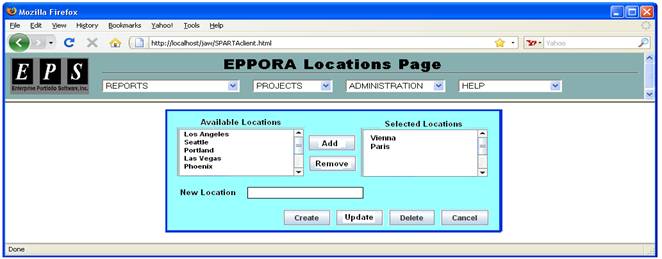 Mozilla Firefox
File Edit View History Bookmarks Yahoo! Tools Help
http://localhost/jaw/SPARTAclient.html
Yahoo
EPS
Enterprise Portfolio Software, Inc.
EPPORA Locations Page
REPORTS PROJECTS ADMINISTRATION HELP
Available Locations
Los Angeles
Seattle
Portland
Las Vegas
Phoenix
Add
Remove
Selected Locations
Vienna
Paris
New Location
Create Update Delete Cancel
Done